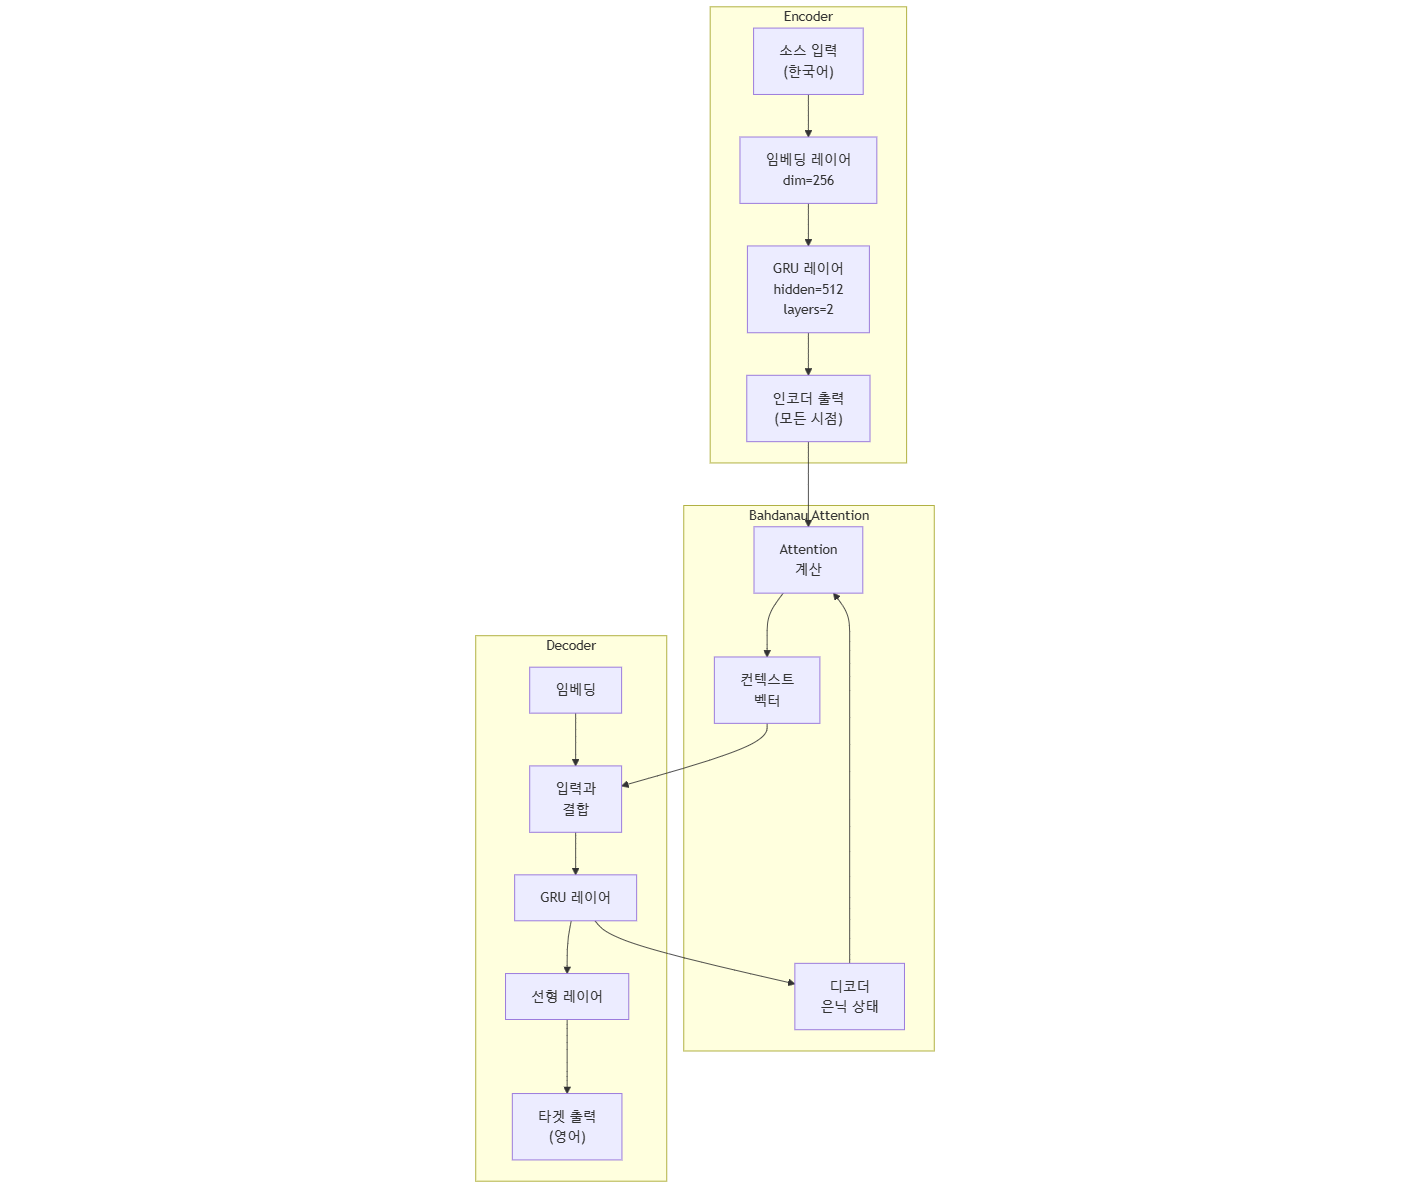 Encoder
소스 입력
(한국어)
임베딩 레이어
dim=256
GRU 레이어
hidden=512
layers=2
인코더 출력
(모든 시점)
Bahdanau Attention
Attention
계산
컨텍스트
벡터
디코더
은닉 상태
Decoder
임베딩
입력과
결합
GRU 레이어
선형 레이어
타겟 출력
(영어)